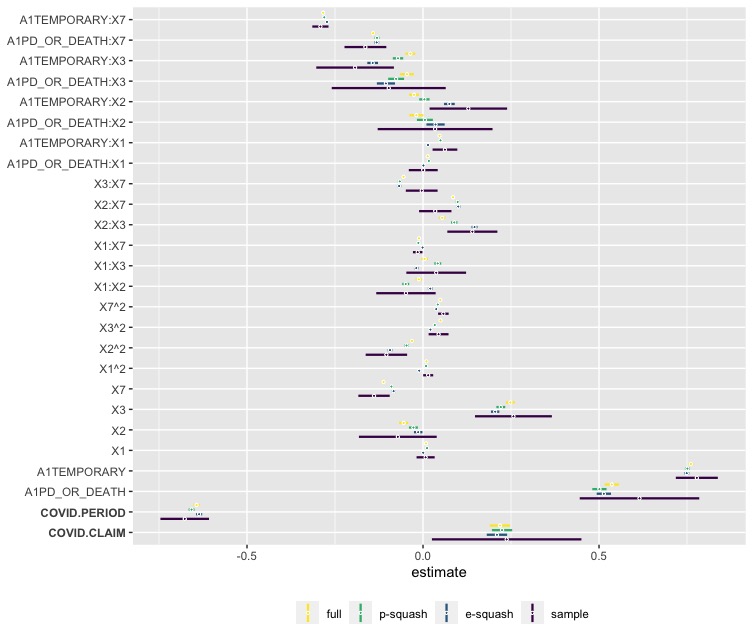 A1TEMPORARY:X7
A1PD_OR_DEATH:X7
A1TEMPORARY:X3
A1PD_OR_DEATH:X3
A1TEMPORARY:X2
A1PD_OR_DEATH:X2
A1TEMPORARY:X1
A1PD_OR_DEATH:X1
X3:X7
X2:X7
X2:X3
X1:X7
X1:X3
X1:X2
X7^2
X3^2
X2^2
X1^2
X7
X3
X2
X1
A1TEMPORARY
A1PD_OR_DEATH
COVID.PERIOD
COVID.CLAIM
-0.5 0.0 0.5
estimate
full p-squash e-squash sample